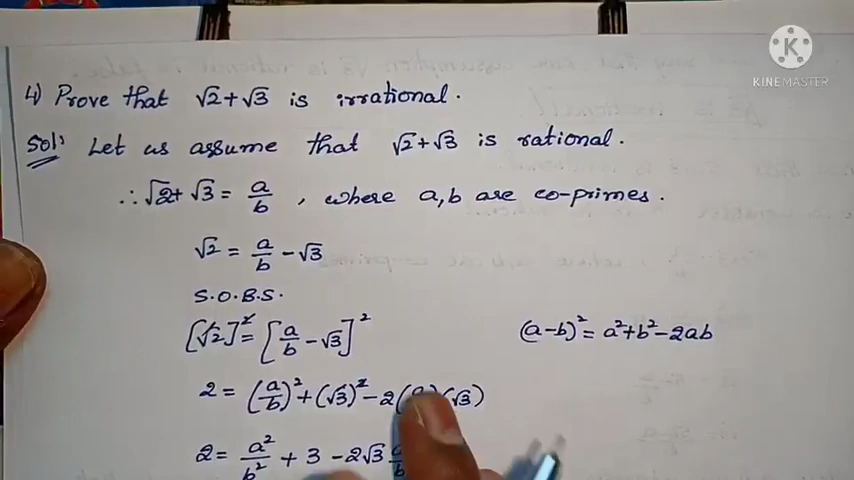 K
KINEMASTER
4) Prove that √2+√3 is irrational.
Sol: Let us assume that √2+√3 is rational.
∴ √2+√3 = a/b , where a,b are co-primes.
√2 = a/b - √3
S.O.B.S.
[√2]² = [a/b - √3]² (a-b)² = a²+b²-2ab
2 = (a/b)² + (√3)² - 2(a)(√3)
2 = a²/b² + 3 - 2√3 a/b